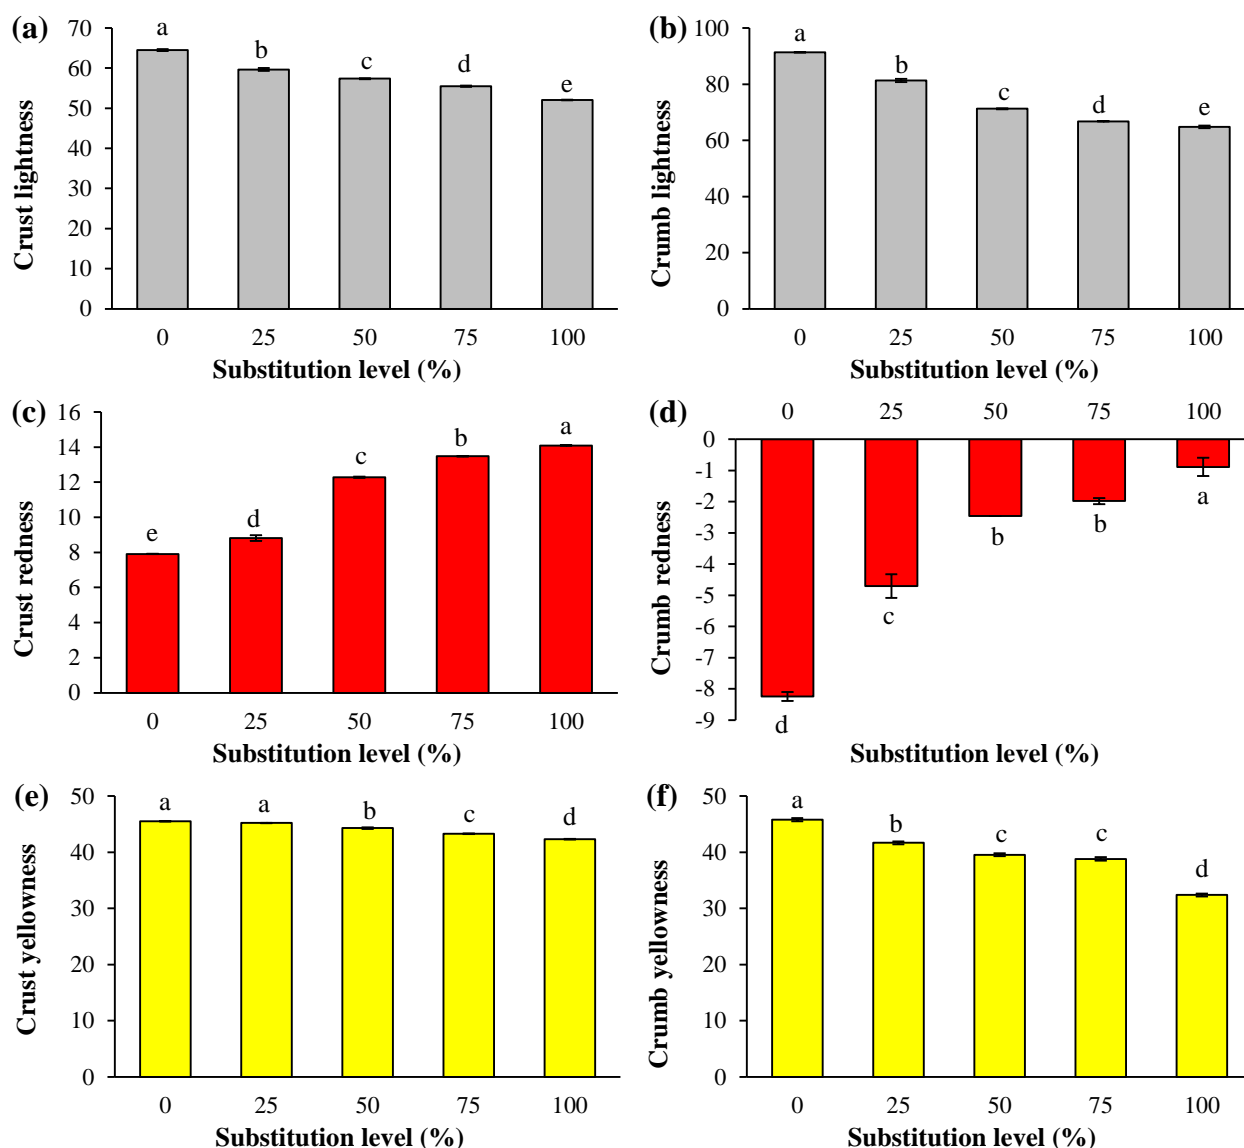 (a)
Crust lightness
70
60
50
40
30
20
10
0
a
b
c
d
e
0 25 50 75 100
Substitution level (%)
(b)
Crumb lightness
100
80
60
40
20
0
a
b
c
d
e
0 25 50 75 100
Substitution level (%)
(c)
Crust redness
16
14
12
10
8
6
4
2
0
e
d
c
b
a
0 25 50 75 100
Substitution level (%)
(d)
Crumb redness
0 25 50 75 100
0
-1
-2
-3
-4
-5
-6
-7
-8
-9
d
c
b
b
a
Substitution level (%)
(e)
Crust yellowness
50
40
30
20
10
0
a
a
b
c
d
0 25 50 75 100
Substitution level (%)
(f)
Crumb yellowness
50
40
30
20
10
0
a
b
c
c
d
0 25 50 75 100
Substitution level (%)